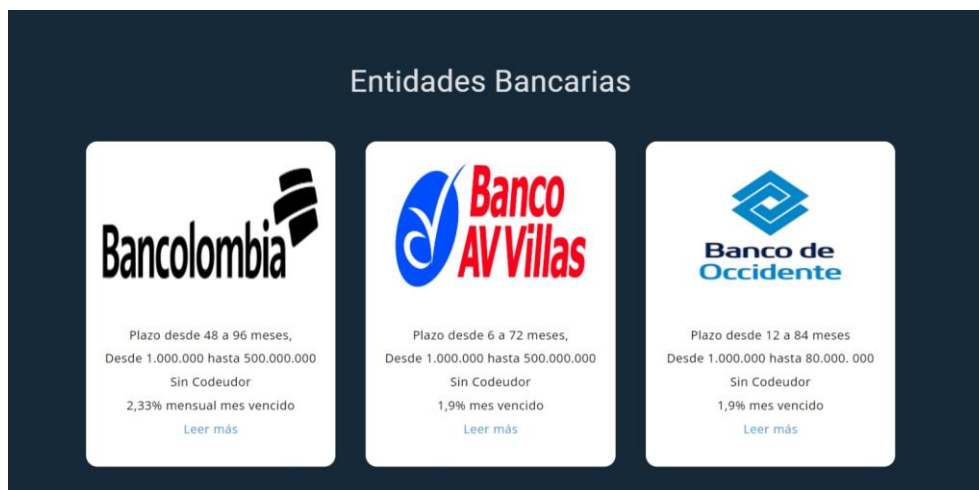 Entidades Bancarias
Bancolombia
Plazo desde 48 a 96 meses,
Desde 1.000.000 hasta 500.000.000
Sin Codeudor
2,33% mensual mes vencido
Leer más
Banco
AV Villas
Plazo desde 6 a 72 meses,
Desde 1.000.000 hasta 500.000.000
Sin Codeudor
1,9% mes vencido
Leer más
Banco de
Occidente
Plazo desde 12 a 84 meses
Desde 1.000.000 hasta 80.000. 000
Sin Codeudor
1,9% mes vencido
Leer más